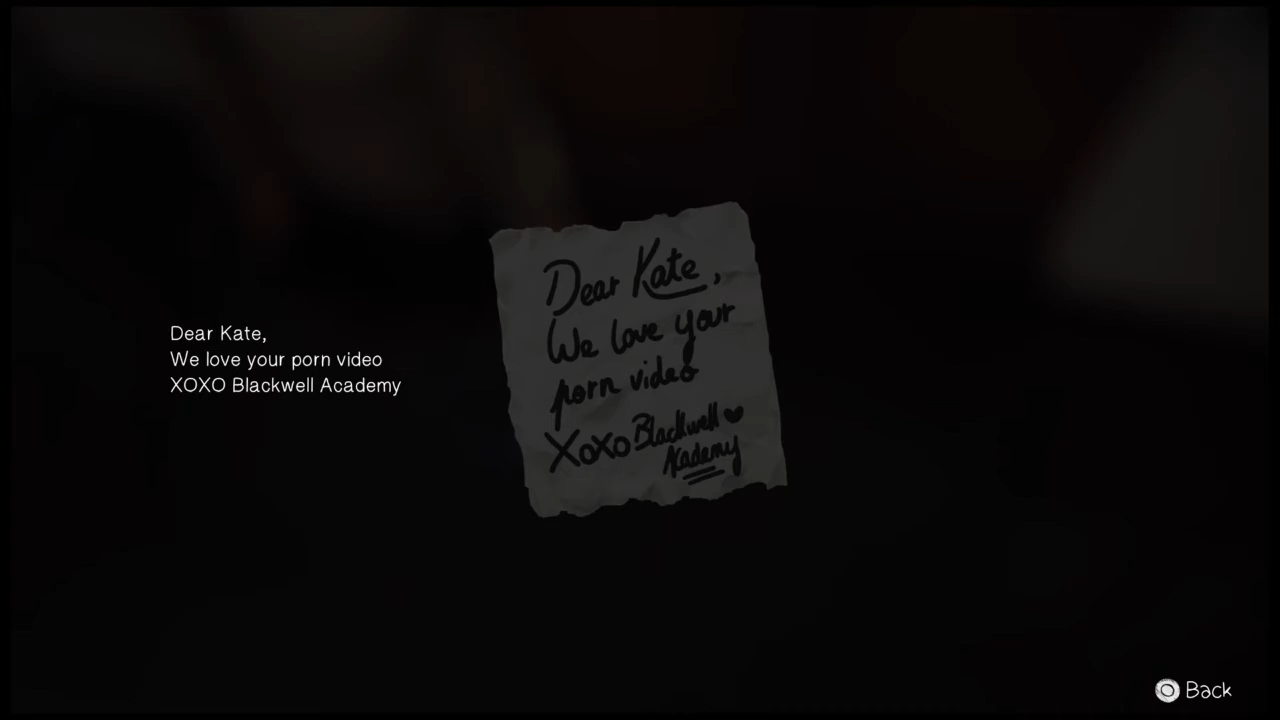 Dear Kate,
We love your porn video
XOXO Blackwell Academy
Dear Kate,
We love your
porn video
XoXo Blackwell
Academy
Back